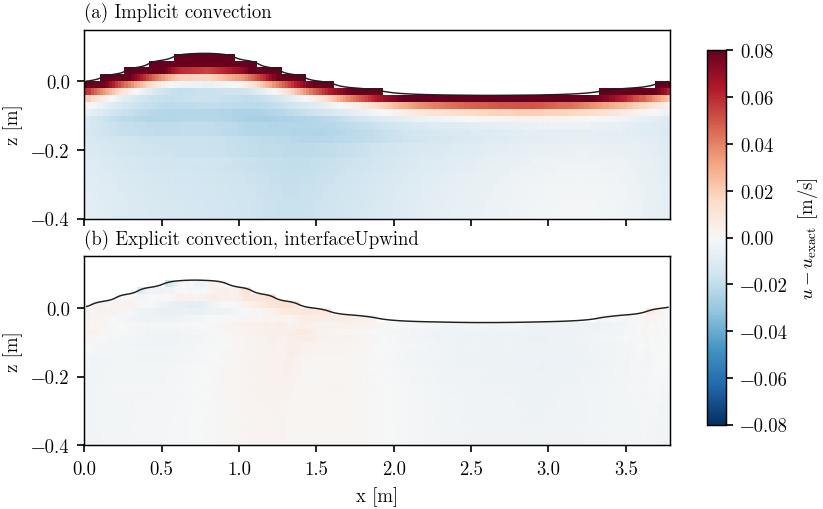 (a) Implicit convection
z [m]
0.0
−0.2
−0.4
(b) Explicit convection, interfaceUpwind
z [m]
0.0
−0.2
−0.4
0.0 0.5 1.0 1.5 2.0 2.5 3.0 3.5
x [m]
0.08
0.06
0.04
0.02
0.00
−0.02
−0.04
−0.06
−0.08
u − u_exact [m/s]